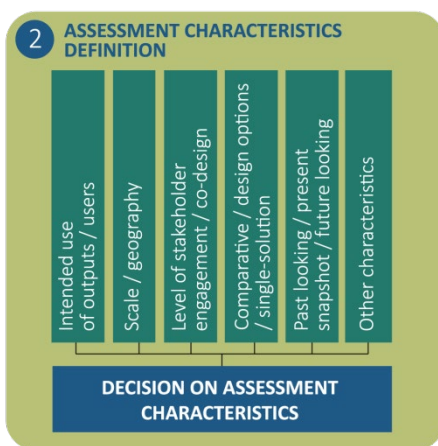 2
ASSESSMENT CHARACTERISTICS
DEFINITION
Intended use
of outputs / users
Scale / geography
Level of stakeholder
engagement / co-design
Comparative / design options
/ single-solution
Past looking / present
snapshot / future looking
Other characteristics
DECISION ON ASSESSMENT
CHARACTERISTICS